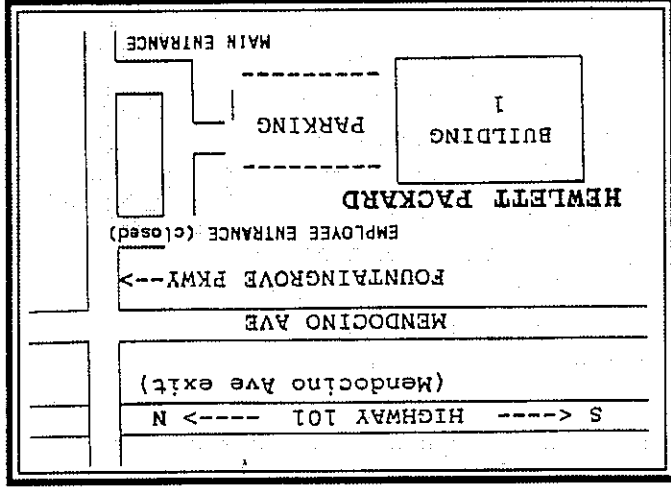 S <---- HIGHWAY 101 ----> N
(Mendocino Ave exit)
MENDOCINO AVE
FOUNTAINGROVE PKWY-->
EMPLOYEE ENTRANCE (closed)
HEWLETT PACKARD
BUILDING
1
PARKING
MAIN ENTRANCE